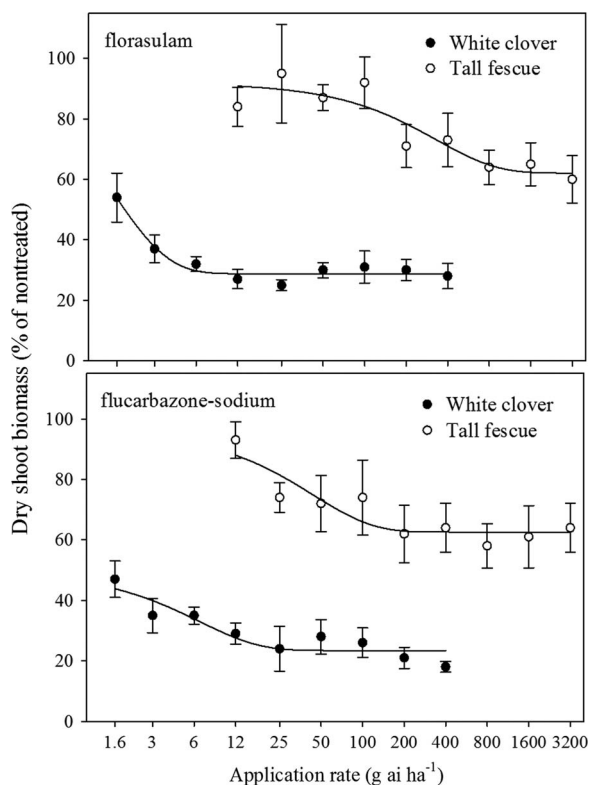 florasulam
White clover
Tall fescue
100
80
60
40
20
0
Dry shoot biomass (% of nontreated)
flucarbazone-sodium
White clover
Tall fescue
100
80
60
40
20
0
1.6 3 6 12 25 50 100 200 400 800 1600 3200
Application rate (g ai ha⁻¹)